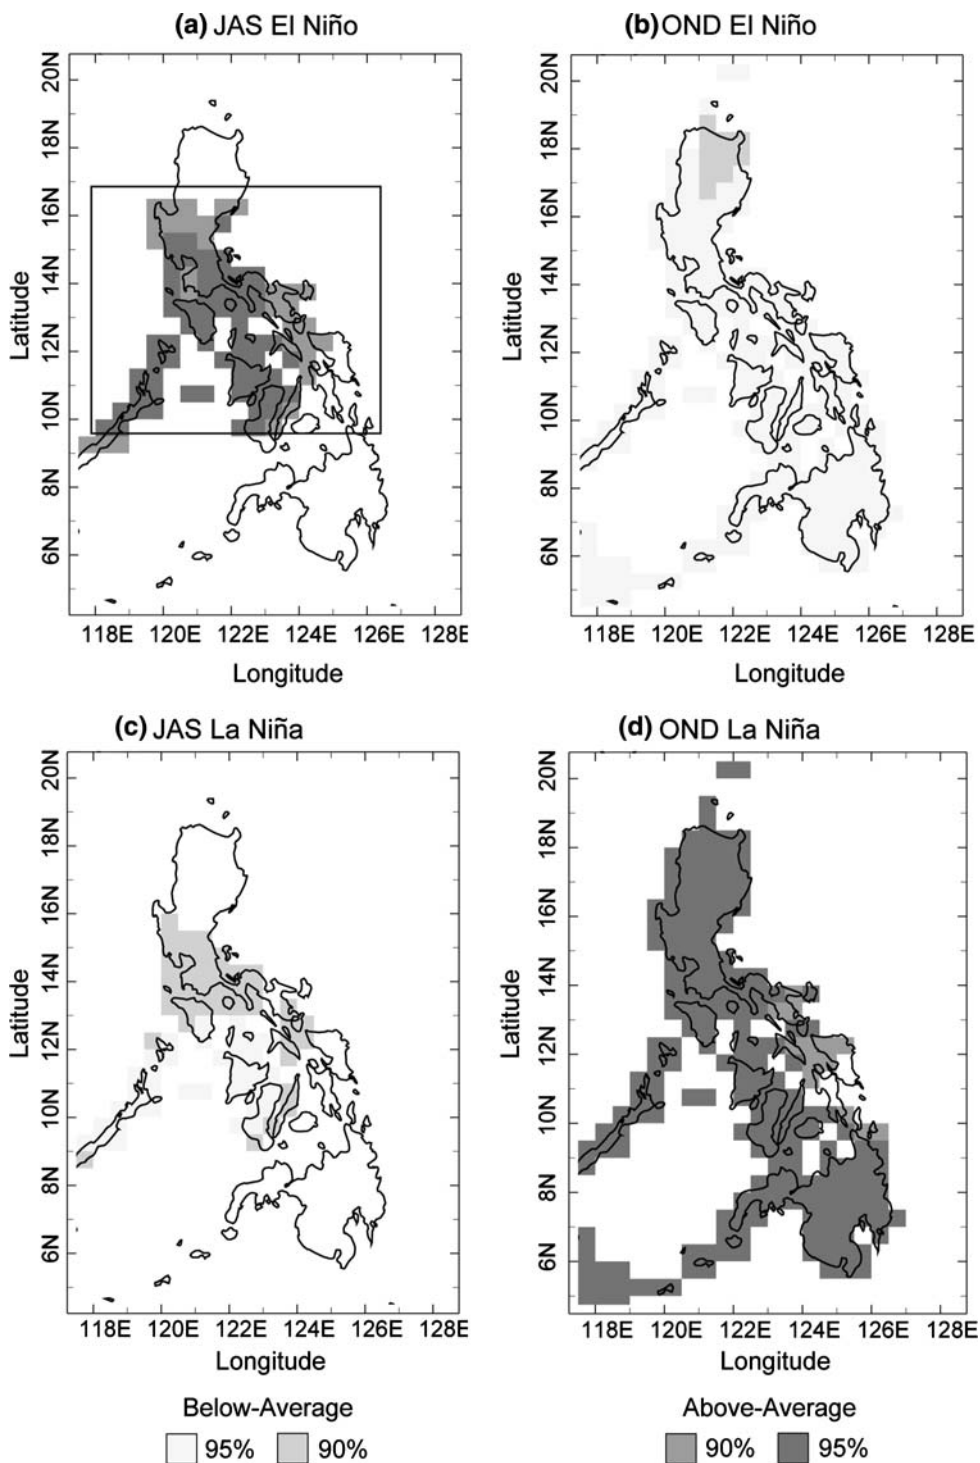 (a) JAS El Niño
(b) OND El Niño
20N
18N
16N
14N
12N
10N
8N
6N
Latitude
118E 120E 122E 124E 126E 128E
Longitude
20N
18N
16N
14N
12N
10N
8N
6N
Latitude
118E 120E 122E 124E 126E 128E
Longitude
(c) JAS La Niña
(d) OND La Niña
20N
18N
16N
14N
12N
10N
8N
6N
Latitude
118E 120E 122E 124E 126E 128E
Longitude
20N
18N
16N
14N
12N
10N
8N
6N
Latitude
118E 120E 122E 124E 126E 128E
Longitude
Below-Average
95% 90%
Above-Average
90% 95%